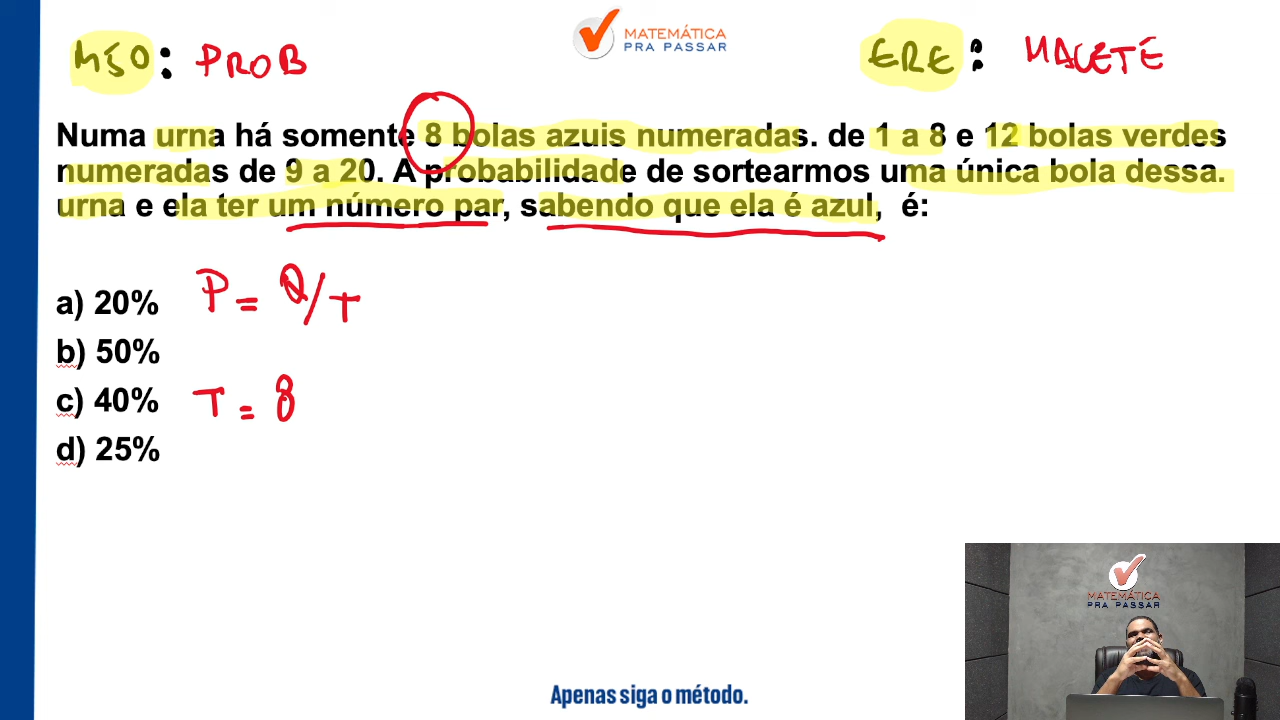 MATEMÁTICA
PRA PASSAR
MSO: PROB
ERE: MACETE
Numa urna há somente 8 bolas azuis numeradas. de 1 a 8 e 12 bolas verdes
numeradas de 9 a 20. A probabilidade de sortearmos uma única bola dessa.
urna e ela ter um número par, sabendo que ela é azul, é:
a) 20%
P = Q/T
b) 50%
c) 40%
T = 8
d) 25%
MATEMÁTICA
PRA PASSAR
Apenas siga o método.